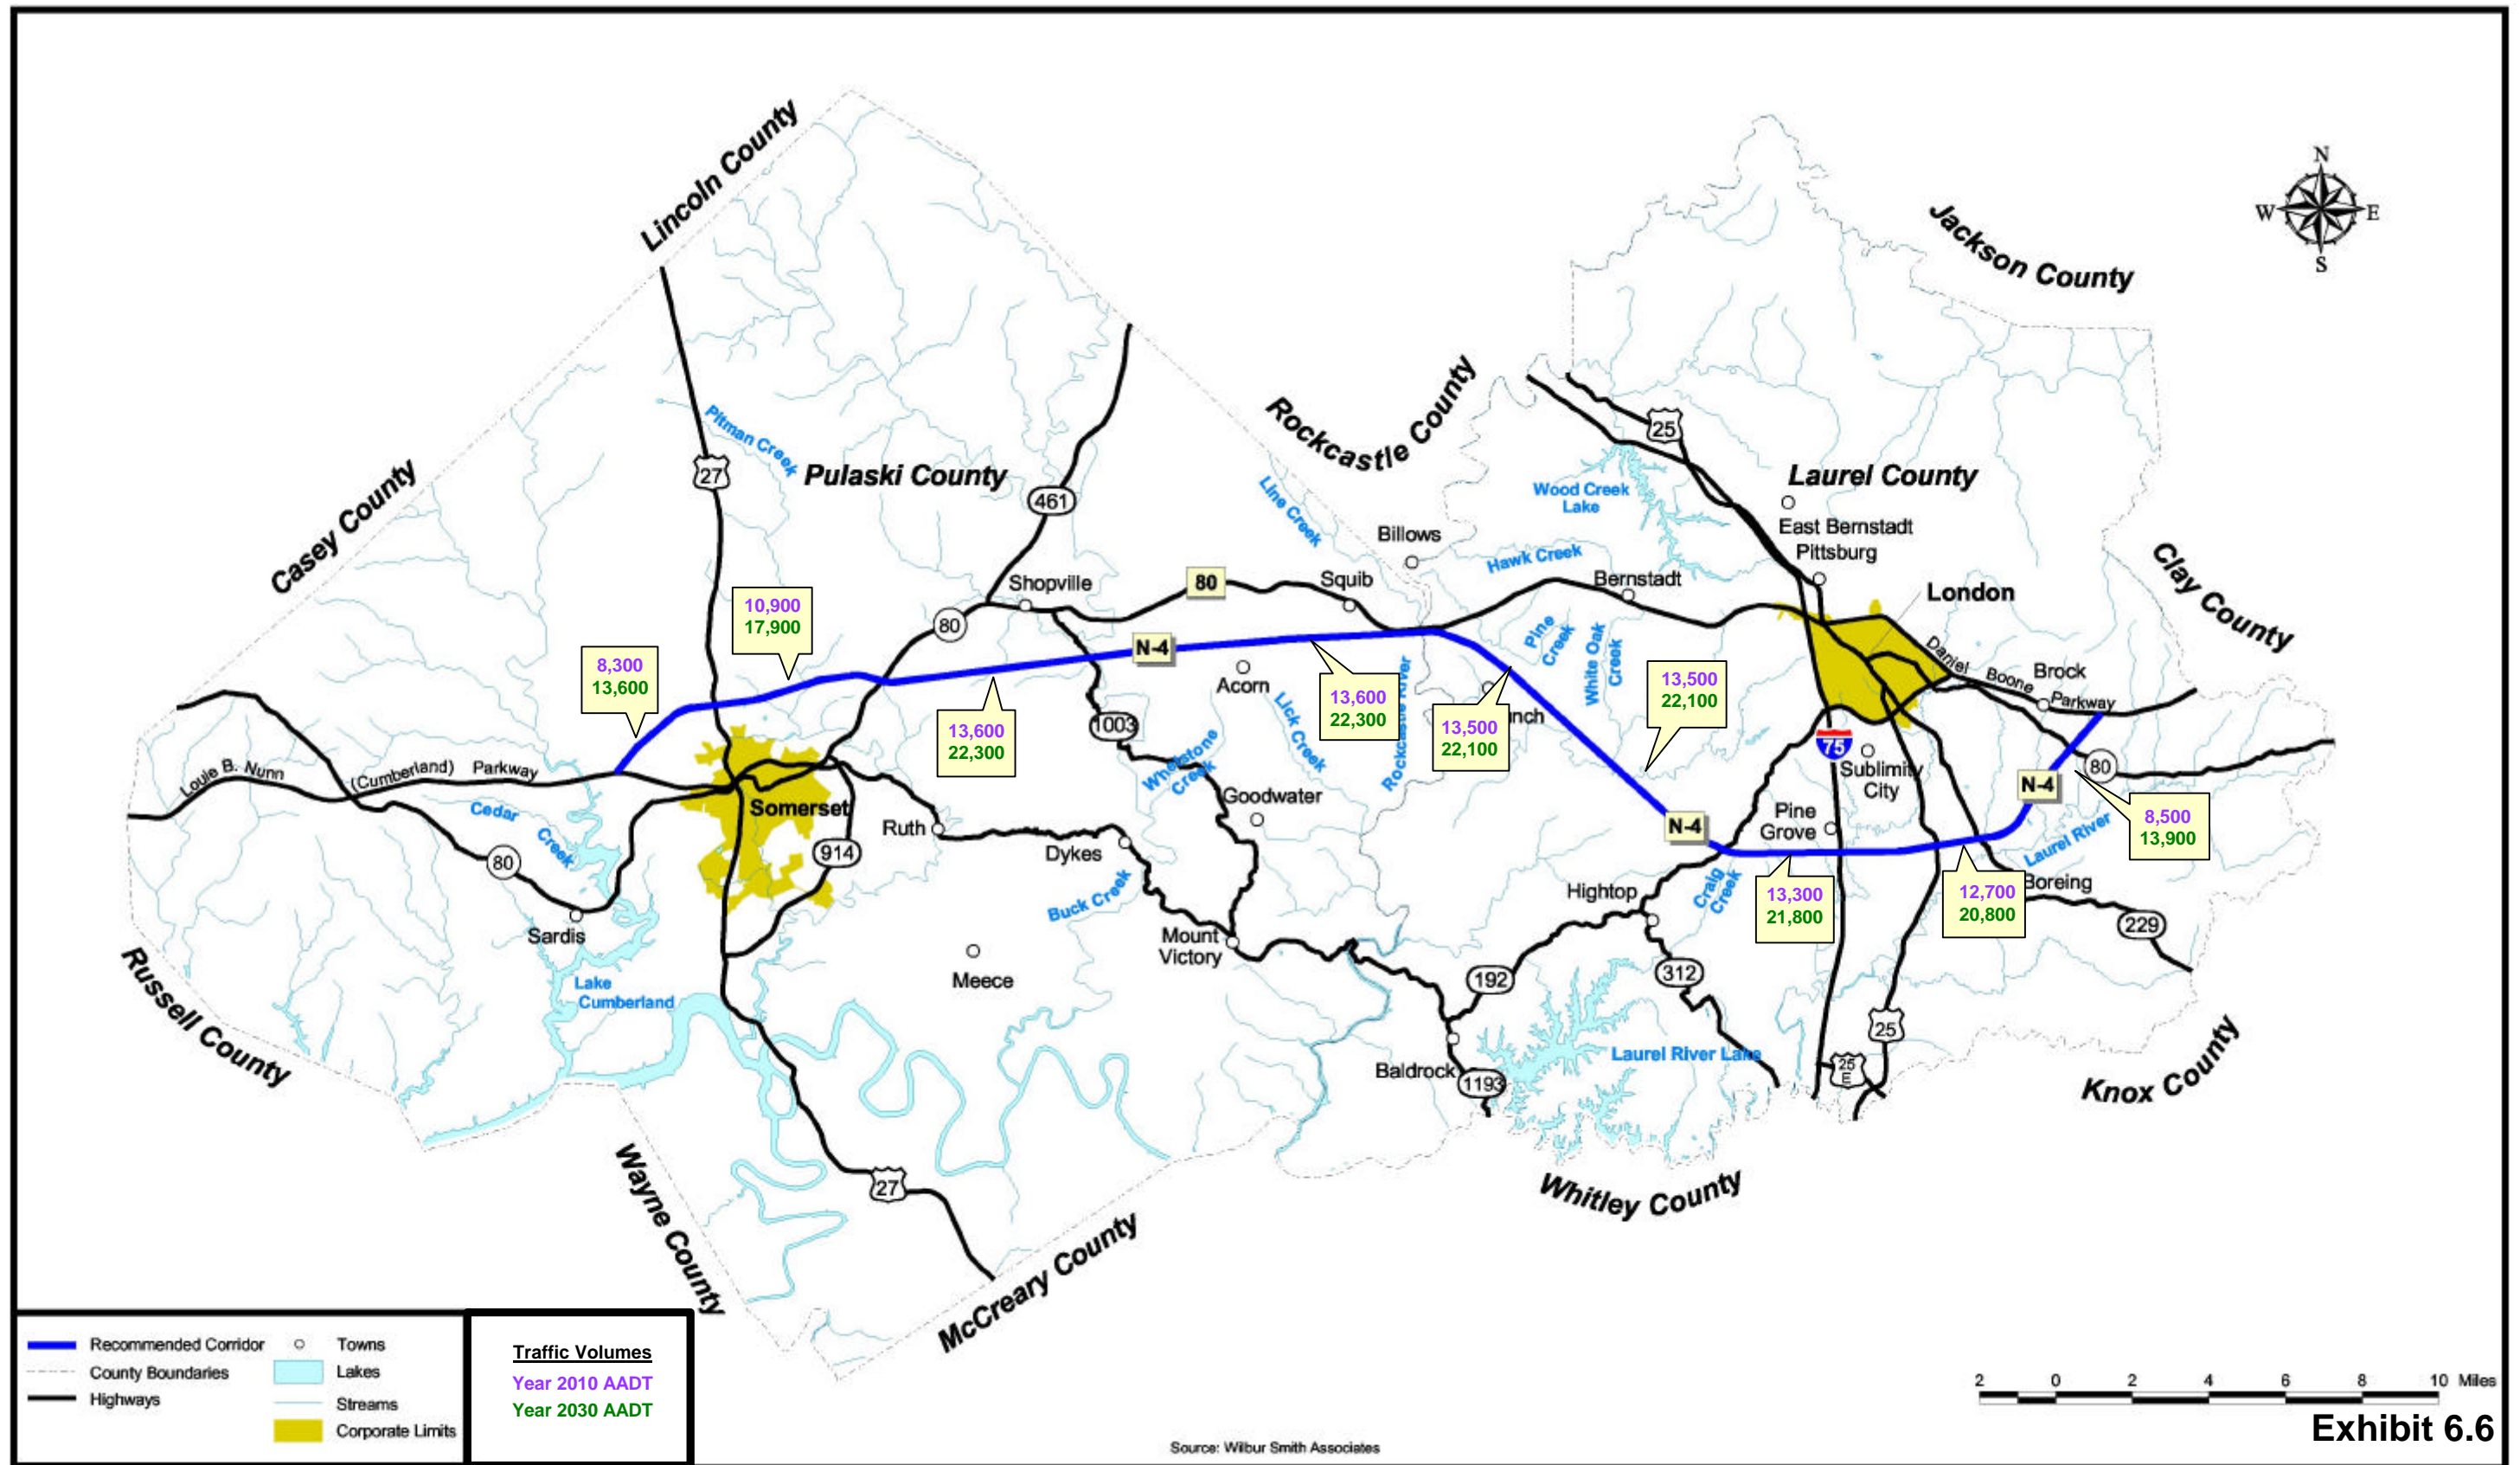 Lincoln County
Jackson County
N
W
E
S
Casey County
27
Pitman Creek
Pulaski County
461
Rockcastle County
Line Creek
Billows
25
Wood Creek
Lake
Laurel County
East Bernstadt
Pittsburg
Hawk Creek
Bernstadt
London
Clay County
Shopville
80
Squib
80
10,900
17,900
8,300
13,600
N-4
Acorn
13,600
22,300
13,600
22,300
1003
Lick Creek
Whetstone
Creek
Rockcastle River
13,500
22,100
Pine
Creek
White Oak
Creek
13,500
22,100
Daniel Boone Parkway
Brock
75
Sublimity
City
80
N-4
8,500
13,900
Louie B. Nunn
(Cumberland)
Parkway
Cedar
Creek
Somerset
Ruth
Goodwater
N-4
Pine
Grove
Laurel River
80
914
Dykes
Buck Creek
Hightop
Craig
Creek
13,300
21,800
12,700
20,800
Boreing
229
Sardis
Meece
Mount
Victory
192
312
Lake
Cumberland
Russell County
25
25
E
Laurel River Lake
Baldrock
1193
Knox County
Wayne County
27
Whitley County
McCreary County
Recommended Corridor
County Boundaries
Highways
Towns
Lakes
Streams
Corporate Limits
Traffic Volumes
Year 2010 AADT
Year 2030 AADT
2 0 2 4 6 8 10 Miles
Exhibit 6.6
Source: Wilbur Smith Associates